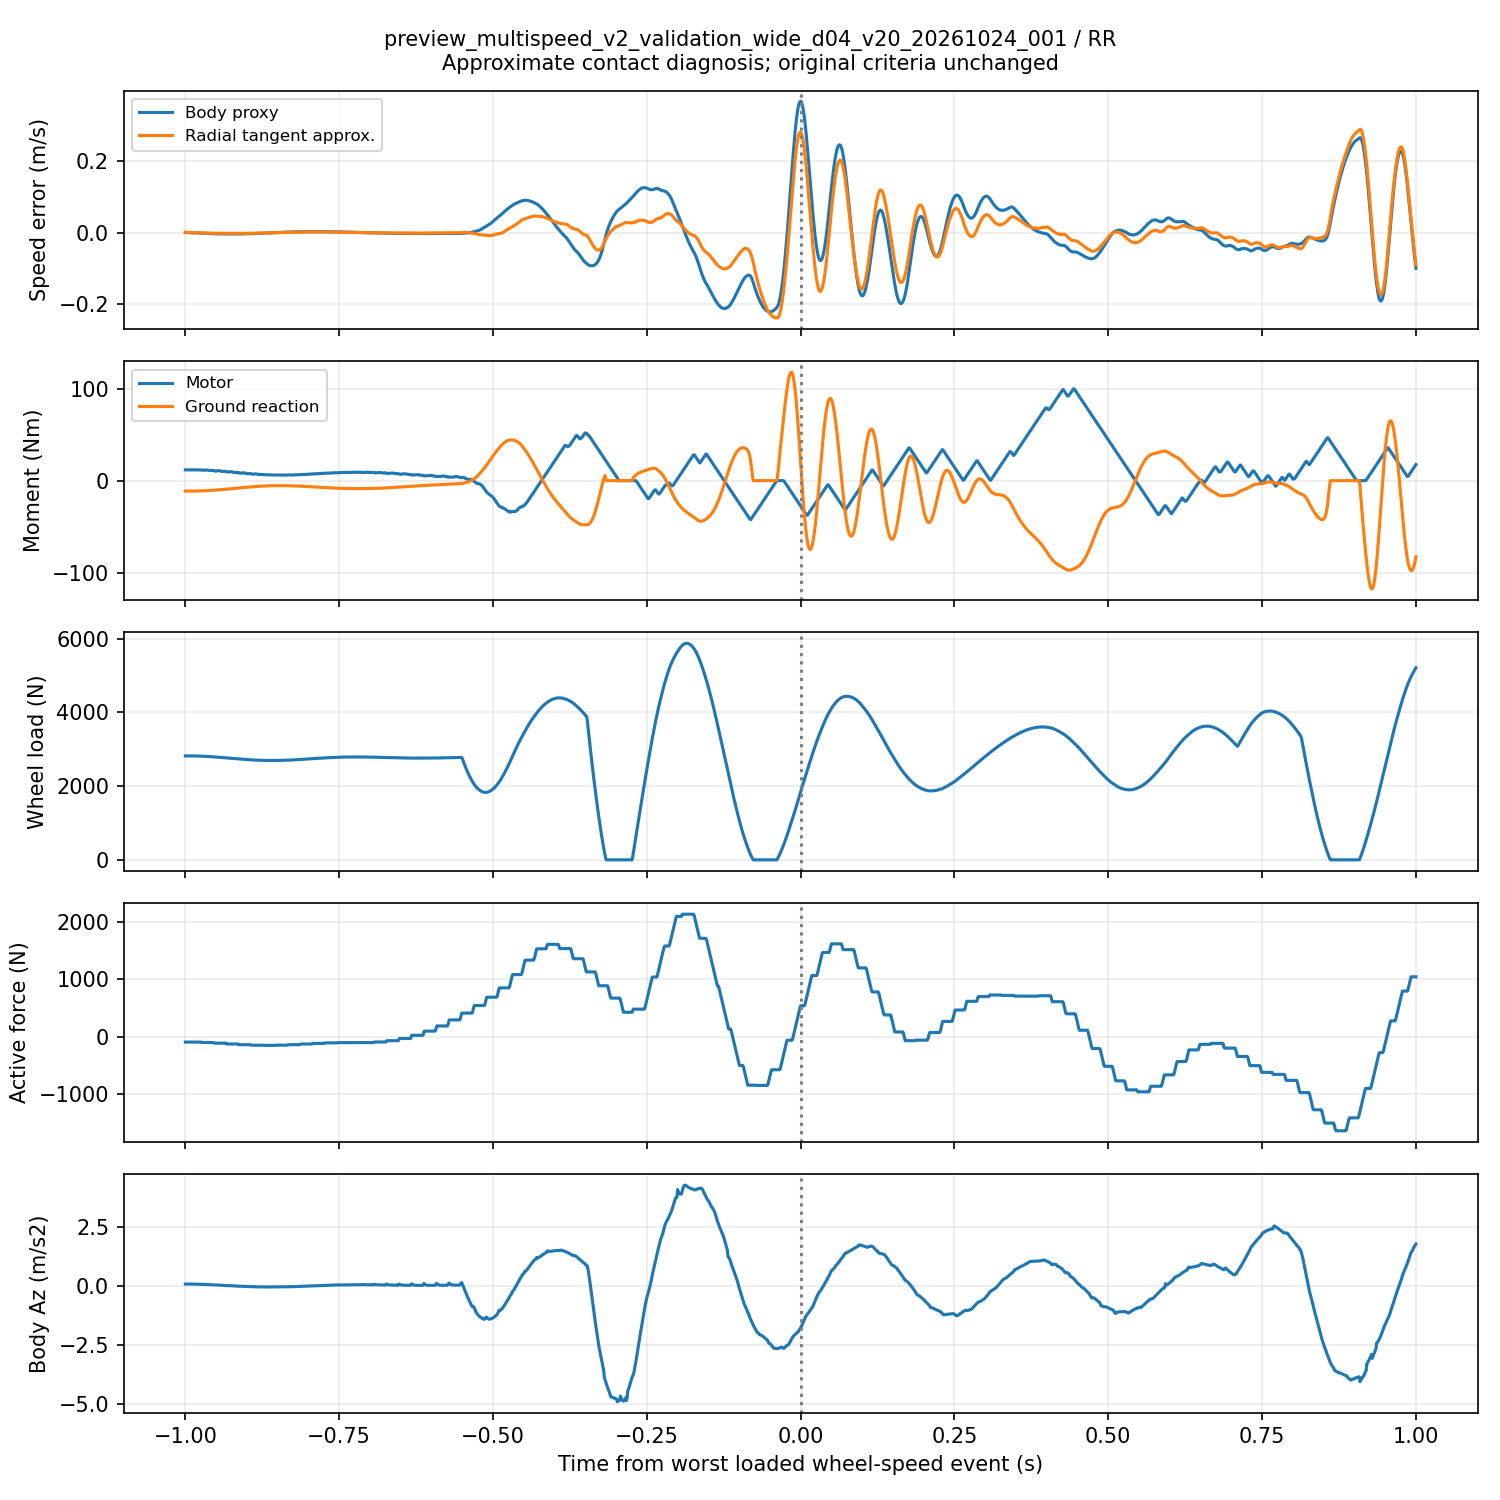 preview_multispeed_v2_validation_wide_d04_v20_20261024_001 / RR
Approximate contact diagnosis; original criteria unchanged
Speed error (m/s)
0.2
0.0
−0.2
Body proxy
Radial tangent approx.
Moment (Nm)
100
0
−100
Motor
Ground reaction
Wheel load (N)
6000
4000
2000
0
Active force (N)
2000
1000
0
−1000
Body Az (m/s2)
2.5
0.0
−2.5
−5.0
−1.00 −0.75 −0.50 −0.25 0.00 0.25 0.50 0.75 1.00
Time from worst loaded wheel-speed event (s)